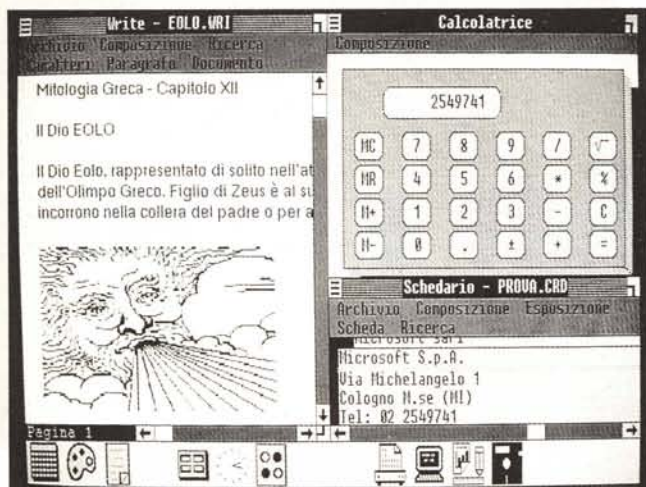 Write - EOLO.WRI
Archivio Composizione Ricerca
Caratteri Paragrafo Documento
Mitologia Greca - Capitolo XII
Il Dio EOLO
Il Dio Eolo, rappresentato di solito nell'at
dell'Olimpo Greco. Figlio di Zeus è al su
incorrono nella collera del padre o per a
Pagina 1
Calcolatrice
Composizione
2549741
MC 7 8 9 / √
MR 4 5 6 * %
M+ 1 2 3 - C
M- 0 . ± + =
Schedario - PROVA.CRD
Archivio Composizione Esposizione
Scheda Ricerca
Microsoft Sarl
Microsoft S.p.A.
Via Michelangelo 1
Cologno M.se (MI)
Tel: 02 2549741